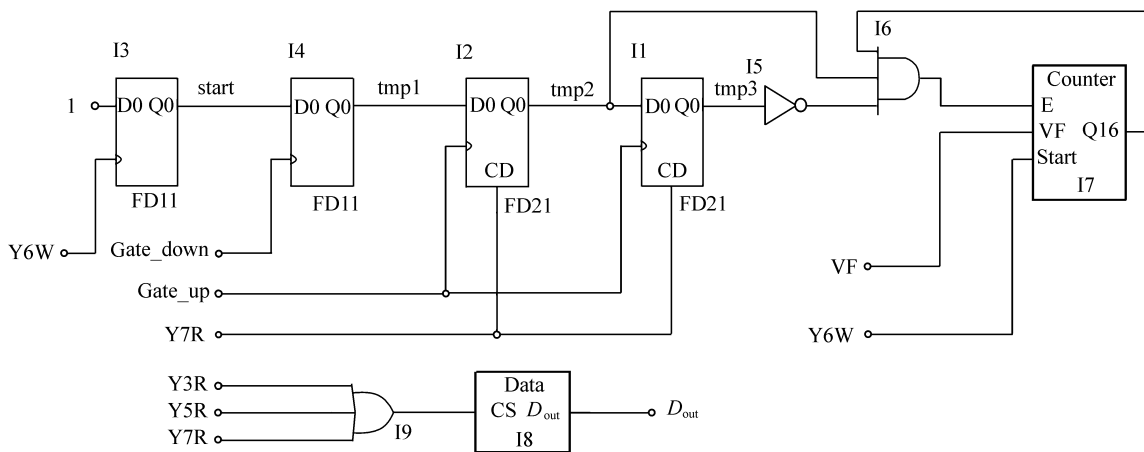 I3
I4
I2
I1
I5
I6
1
D0 Q0
start
D0 Q0
tmp1
D0 Q0
tmp2
D0 Q0
tmp3
Counter
E
VF
Q16
Start
I7
CD
CD
FD11
FD11
FD21
FD21
Y6W
Gate_down
Gate_up
Y7R
VF
Y6W
Y3R
Y5R
Y7R
I9
Data
CS Dout
I8
Dout